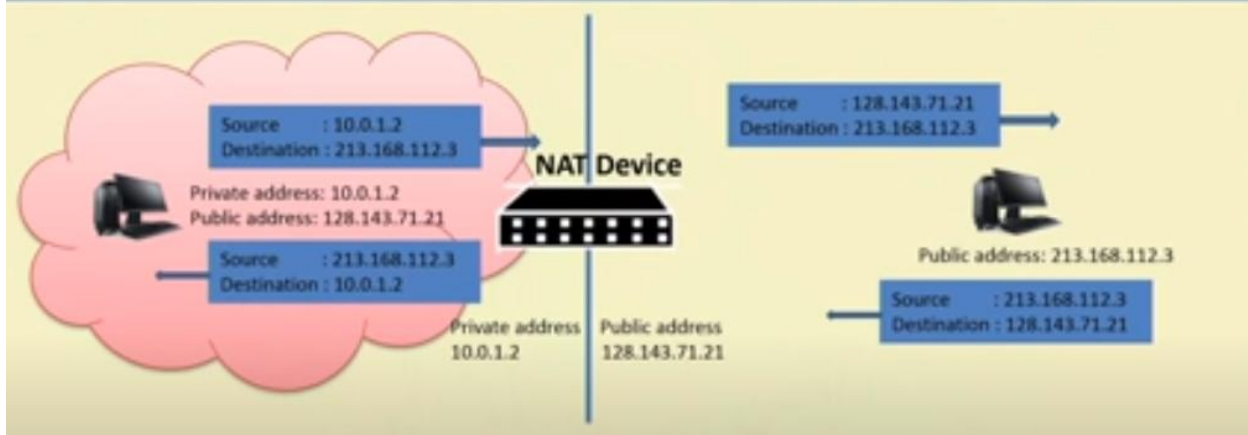 Source : 10.0.1.2
Destination : 213.168.112.3
Source : 128.143.71.21
Destination : 213.168.112.3
NAT Device
Private address: 10.0.1.2
Public address: 128.143.71.21
Public address: 213.168.112.3
Source : 213.168.112.3
Destination : 10.0.1.2
Source : 213.168.112.3
Destination : 128.143.71.21
Private address
10.0.1.2
Public address
128.143.71.21